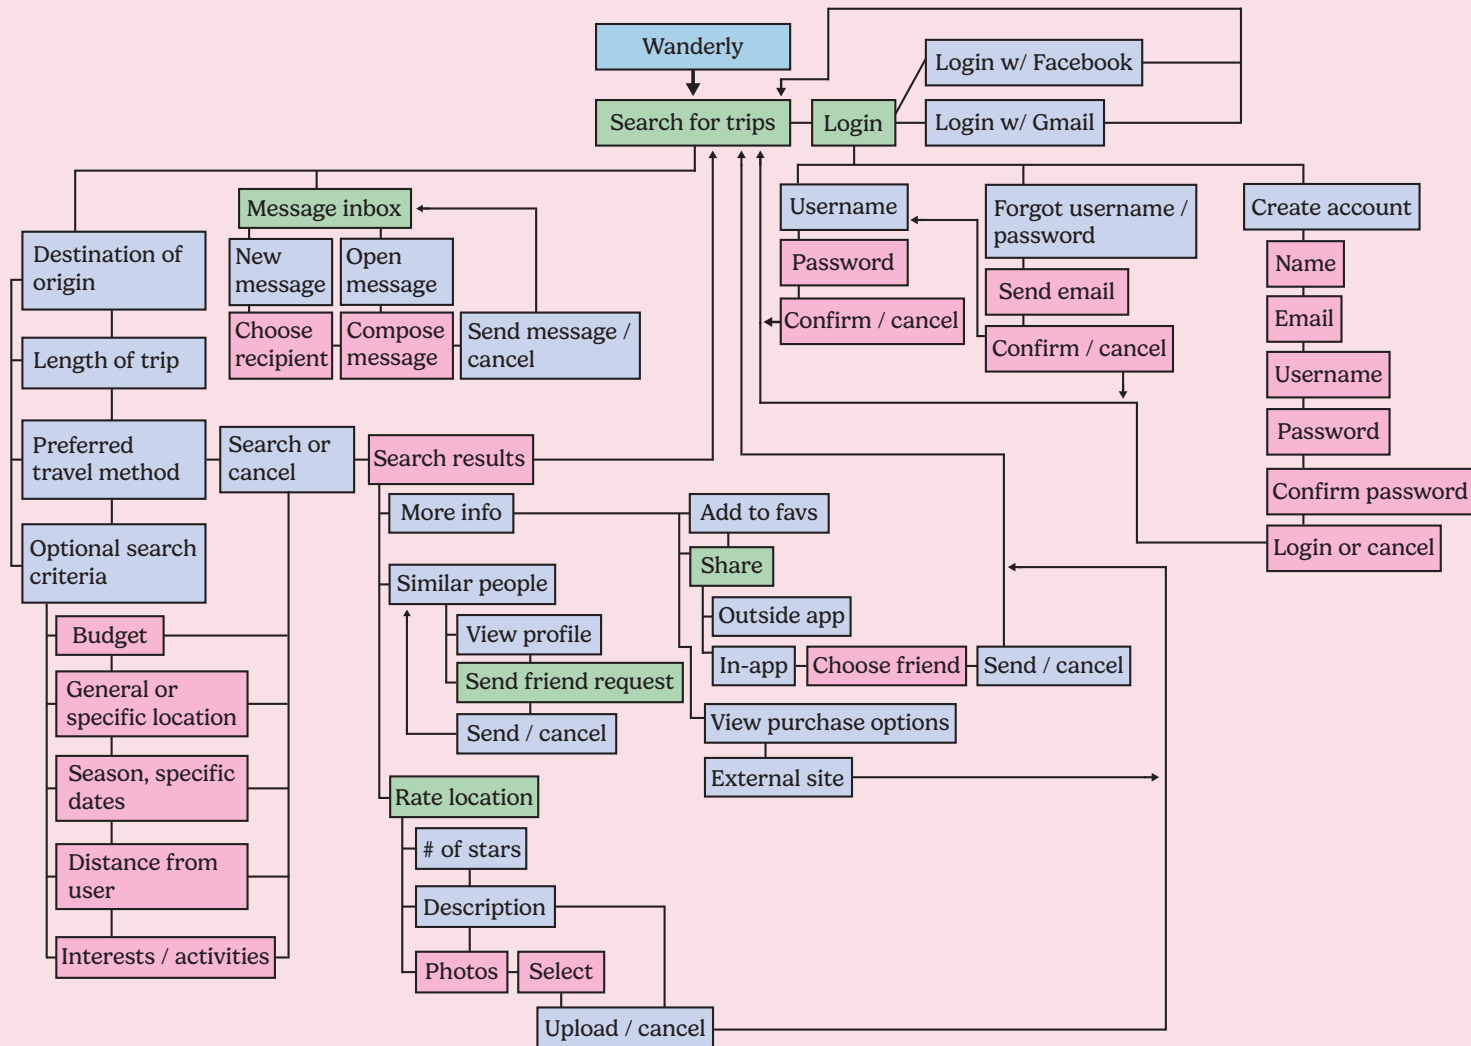 Wanderly
Search for trips
Login
Login w/ Facebook
Login w/ Gmail
Message inbox
New
message
Open
message
Choose
recipient
Compose
message
Send message /
cancel
Username
Password
Confirm / cancel
Forgot username /
password
Send email
Confirm / cancel
Create account
Name
Email
Username
Password
Confirm password
Login or cancel
Destination of
origin
Length of trip
Preferred
travel method
Optional search
criteria
Search or
cancel
Search results
Budget
General or
specific location
Season, specific
dates
Distance from
user
Interests / activities
More info
Similar people
View profile
Send friend request
Send / cancel
Add to favs
Share
Outside app
In-app
Choose friend
Send / cancel
View purchase options
External site
Rate location
# of stars
Description
Photos
Select
Upload / cancel